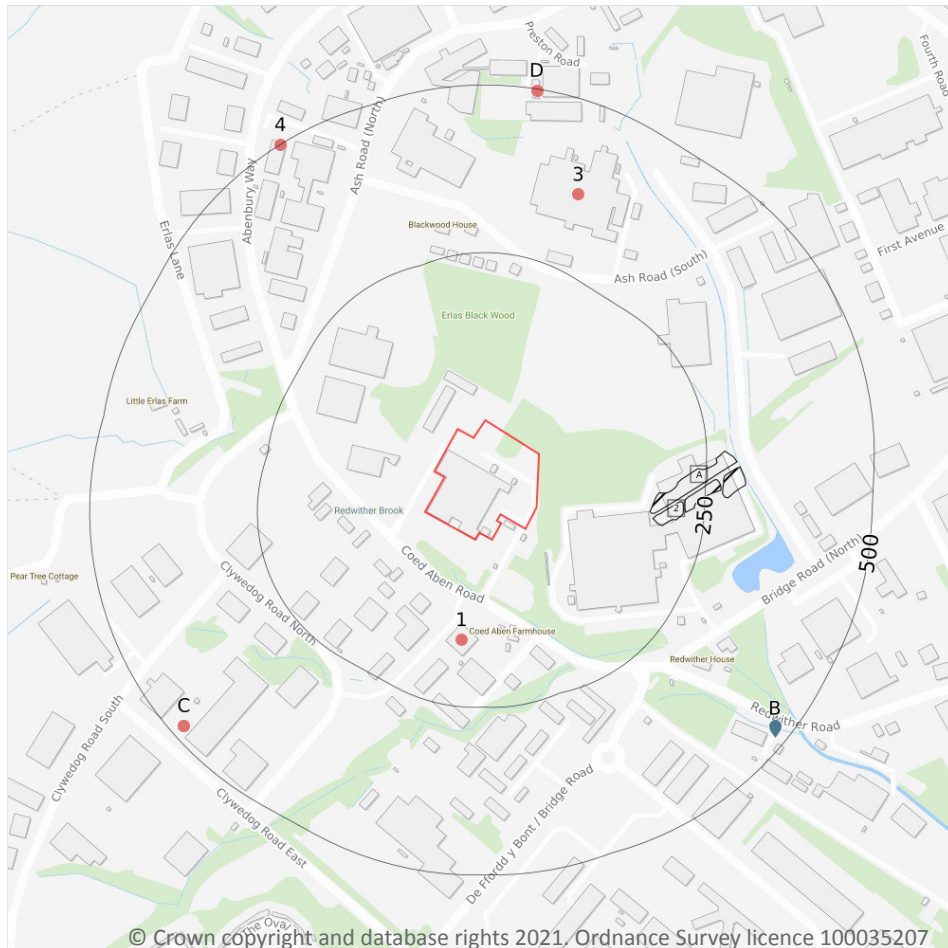 Preston Road
Fourth Road
D
4
Ash Road (North)
3
Abenbury Way
Erlas Lane
Blackwood House
First Avenue
Ash Road (South)
Erlas Black Wood
Little Erlas Farm
A
2
250
Redwither Brook
500
Coed Aben Road
Bridge Road (North)
Pear Tree Cottage
Clywedog Road North
1
Coed Aben Farmhouse
Redwither House
C
B
Redwither Road
Clywedog Road South
De Ffordd y Bont / Bridge Road
Clywedog Road East
The Oval
© Crown copyright and database rights 2021. Ordnance Survey licence 100035207